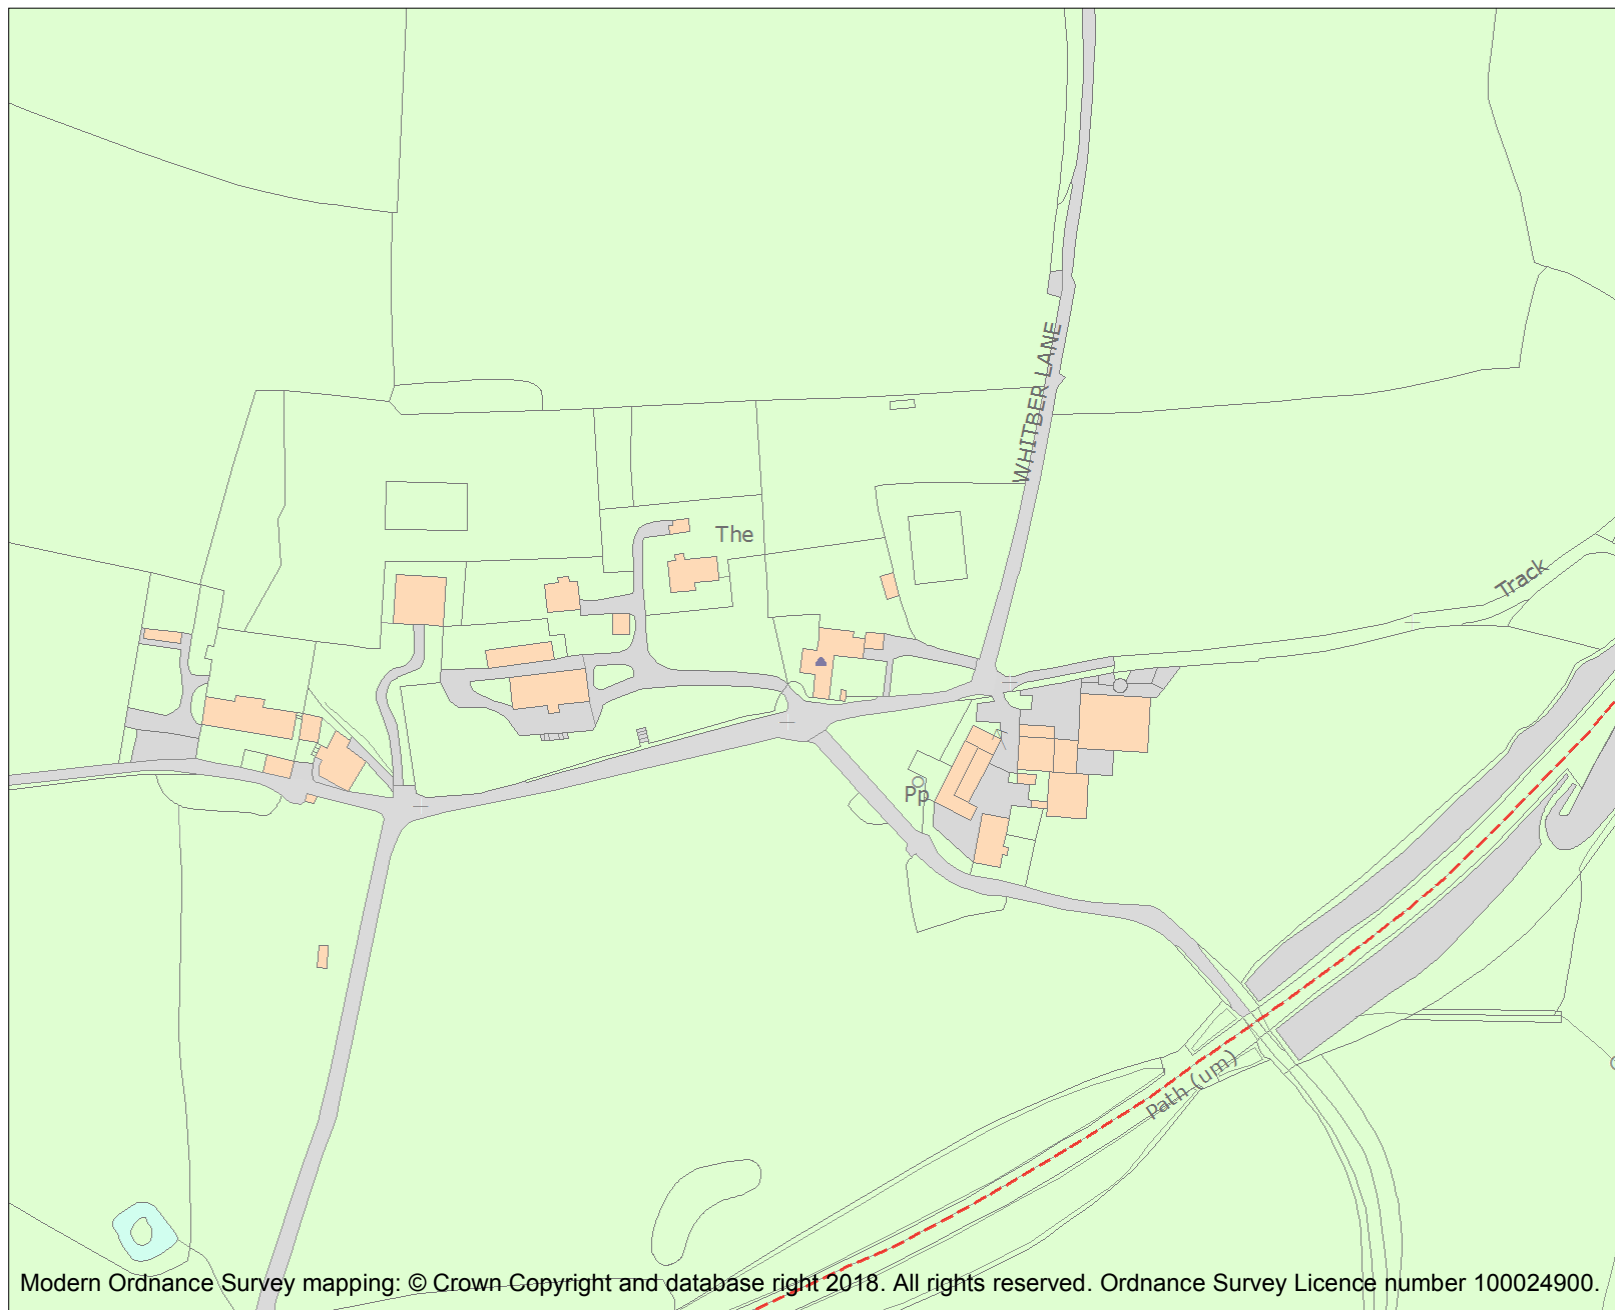 WHITBER LANE
The
Track
Pp
Path (um)
Modern Ordnance Survey mapping: © Crown Copyright and database right 2018. All rights reserved. Ordnance Survey Licence number 100024900.